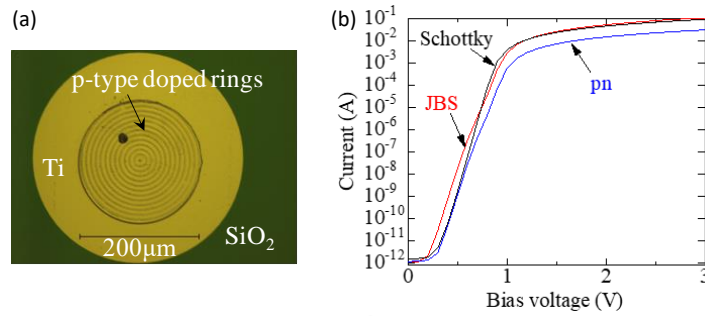 (a)
p-type doped rings
Ti
200μm
SiO₂
(b)
Current (A)
10⁻¹
10⁻²
10⁻³
10⁻⁴
10⁻⁵
10⁻⁶
10⁻⁷
10⁻⁸
10⁻⁹
10⁻¹⁰
10⁻¹¹
10⁻¹²
Schottky
JBS
pn
0 1 2 3
Bias voltage (V)